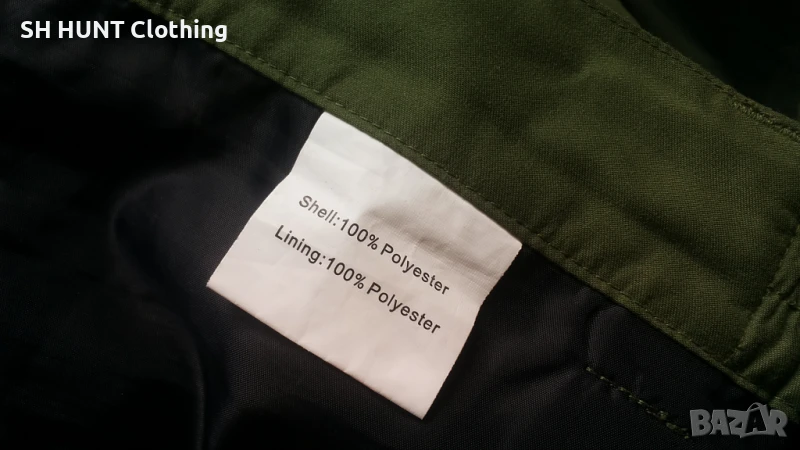 SH HUNT Clothing
Shell:100% Polyester
Lining:100% Polyester
BAZAR